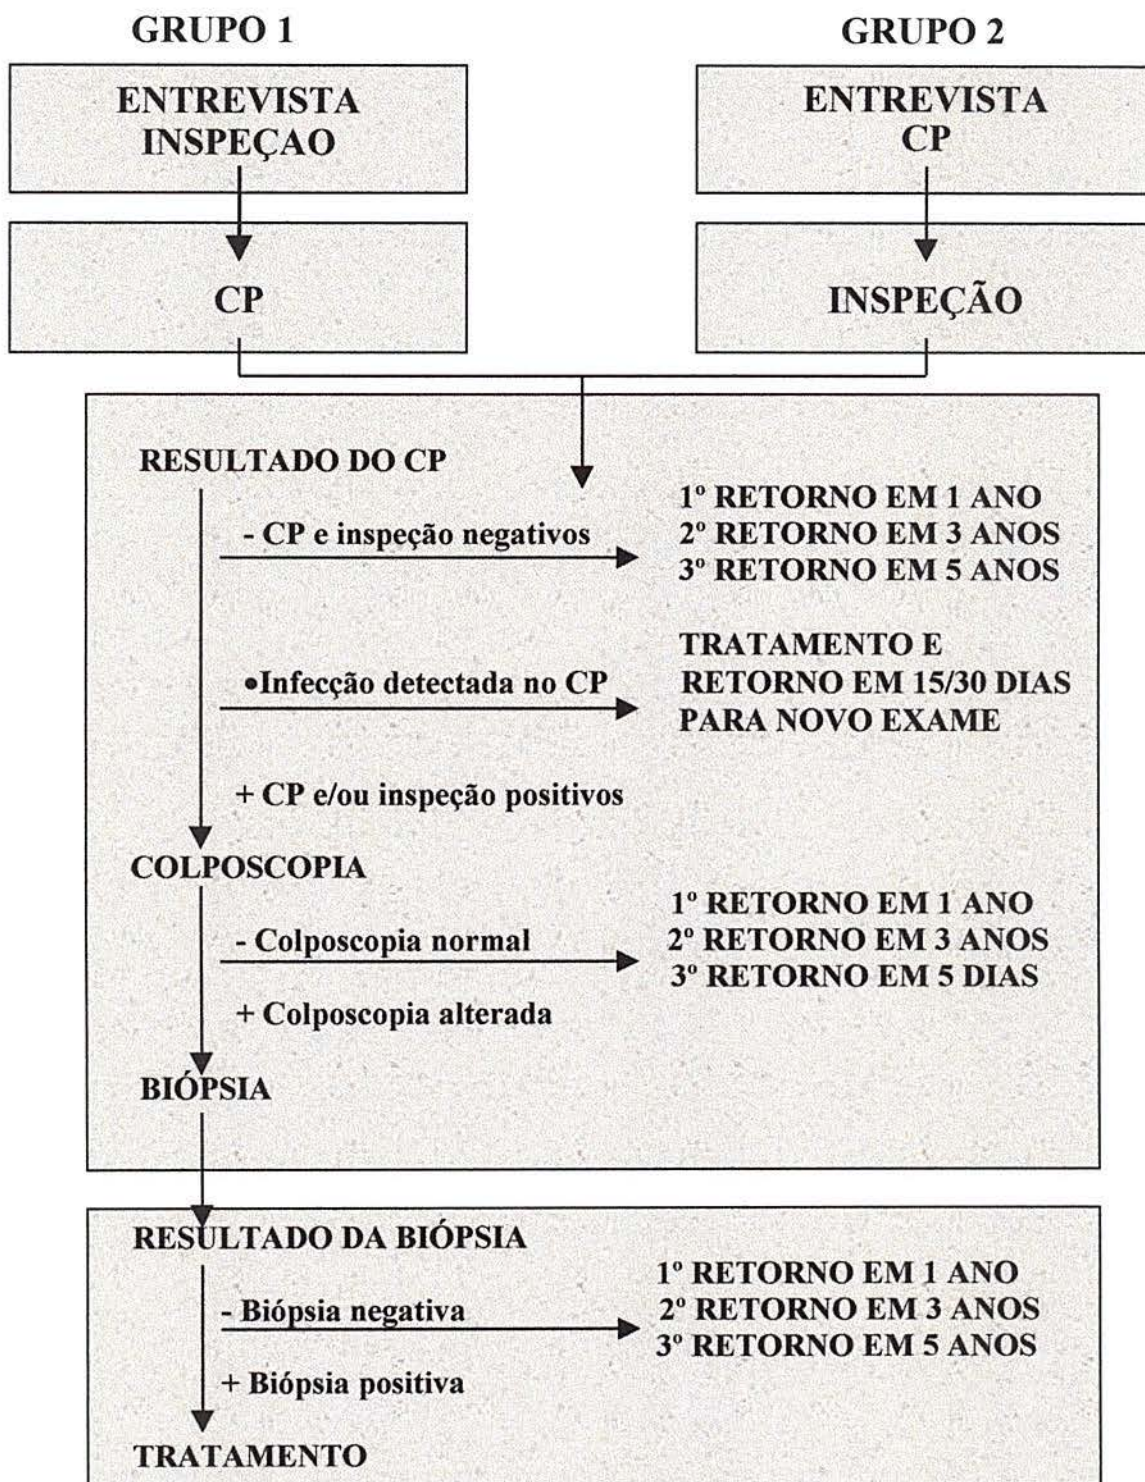 GRUPO 1
GRUPO 2
ENTREVISTA
INSPEÇAO
ENTREVISTA
CP
CP
INSPEÇÃO
RESULTADO DO CP
- CP e inspeção negativos
1º RETORNO EM 1 ANO
2º RETORNO EM 3 ANOS
3º RETORNO EM 5 ANOS
•Infecção detectada no CP
TRATAMENTO E
RETORNO EM 15/30 DIAS
PARA NOVO EXAME
+ CP e/ou inspeção positivos
COLPOSCOPIA
- Colposcopia normal
1º RETORNO EM 1 ANO
2º RETORNO EM 3 ANOS
3º RETORNO EM 5 DIAS
+ Colposcopia alterada
BIÓPSIA
RESULTADO DA BIÓPSIA
- Biópsia negativa
1º RETORNO EM 1 ANO
2º RETORNO EM 3 ANOS
3º RETORNO EM 5 ANOS
+ Biópsia positiva
TRATAMENTO